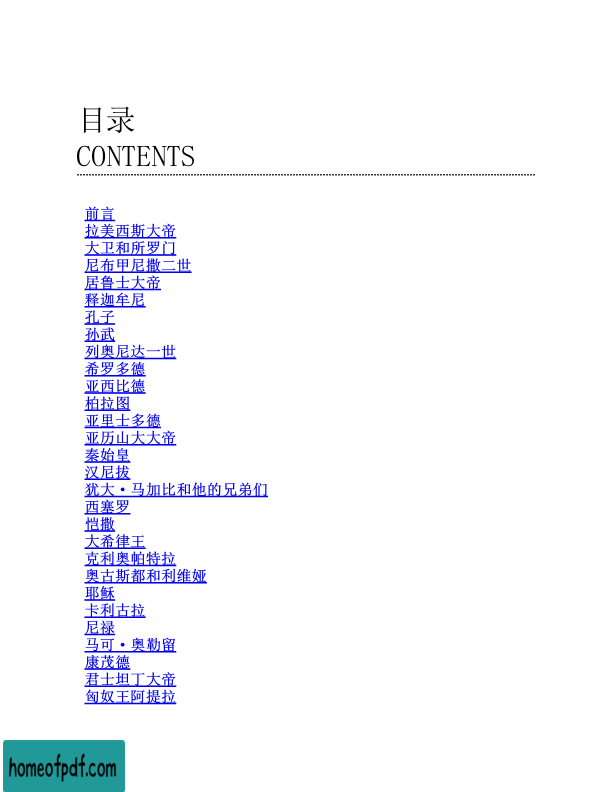 目录
CONTENTS
前言
拉美西斯大帝
大卫和所罗门
尼布甲尼撒二世
居鲁士大帝
释迦牟尼
孔子
孙武
列奥尼达一世
希罗多德
亚西比德
柏拉图
亚里士多德
亚历山大大帝
秦始皇
汉尼拔
犹大·马加比和他的兄弟们
西塞罗
恺撒
大希律王
克利奥帕特拉
奥古斯都和利维娅
耶稣
卡利古拉
尼禄
马可·奥勒留
康茂德
君士坦丁大帝
匈奴王阿提拉
homeofpdf.com